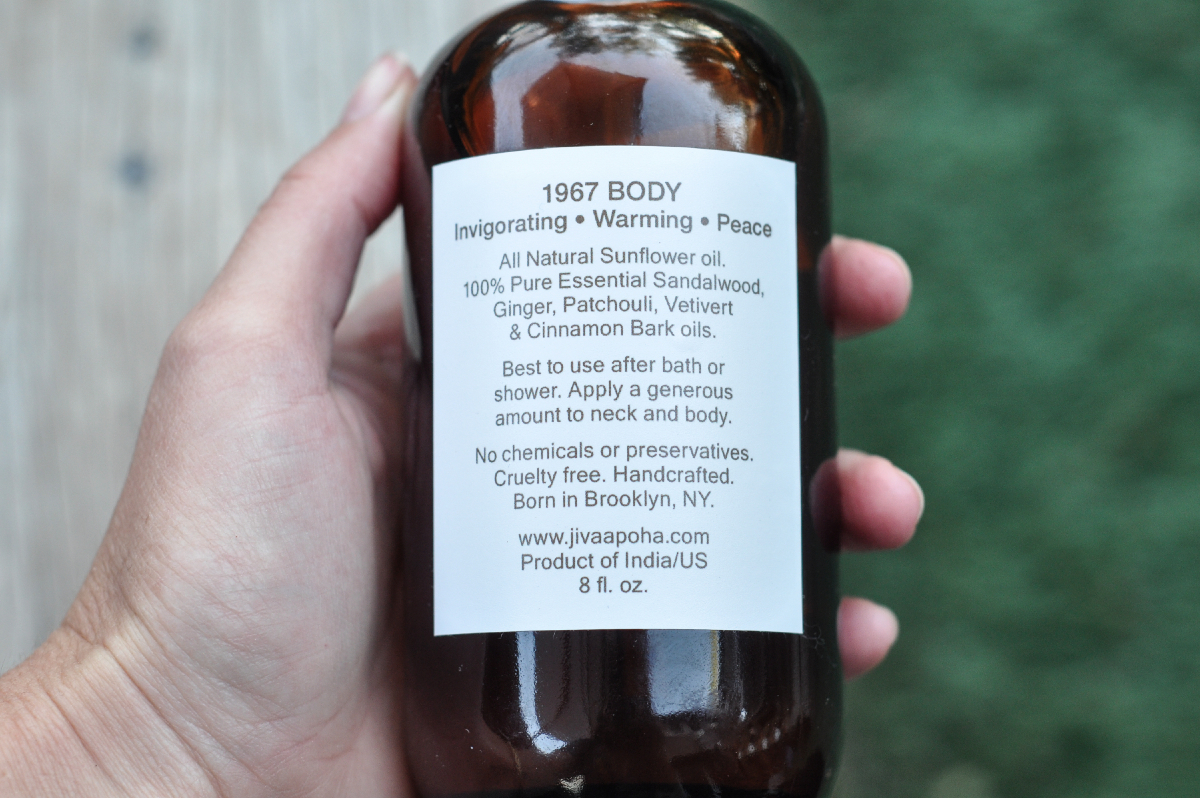 1967 BODY
Invigorating • Warming • Peace
All Natural Sunflower oil.
100% Pure Essential Sandalwood,
Ginger, Patchouli, Vetivert
& Cinnamon Bark oils.
Best to use after bath or
shower. Apply a generous
amount to neck and body.
No chemicals or preservatives.
Cruelty free. Handcrafted.
Born in Brooklyn, NY.
www.jivaapoha.com
Product of India/US
8 fl. oz.